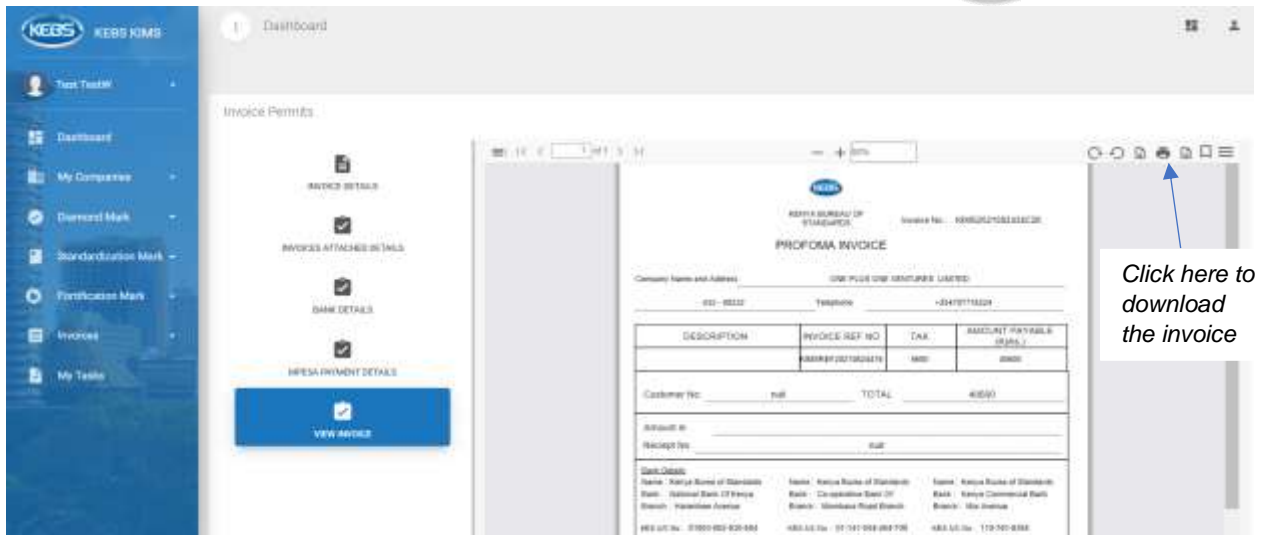 KEBS KEBS KIMS
Dashboard
Test TestW
Invoice Permits
Dashboard
My Companies
Diamond Mark
Standardization Mark
Fortification Mark
Invoices
My Tasks
INVOICE DETAILS
INVOICES ATTACHED DETAILS
BANK DETAILS
MPESA PAYMENT DETAILS
VIEW INVOICE
1 of 1
KEBS
KENYA BUREAU OF
STANDARDS
Invoice No.
PROFOMA INVOICE
Company Name and Address
ONE PLUS ONE VENTURES LIMITED
Telephone
DESCRIPTION
INVOICE REF NO
TAX
AMOUNT PAYABLE
Customer No:
null
TOTAL
Amount in
Receipt No.
null
Bank Details
Name : Kenya Bureau of Standards
Name : Kenya Bureau of Standards
Name : Kenya Bureau of Standards
Bank : National Bank Of Kenya
Bank : Co-operative Bank Of
Bank : Kenya Commercial Bank
Branch : Harambee Avenue
Branch : Mombasa Road Branch
Branch : Moi Avenue
Click here to
download
the invoice